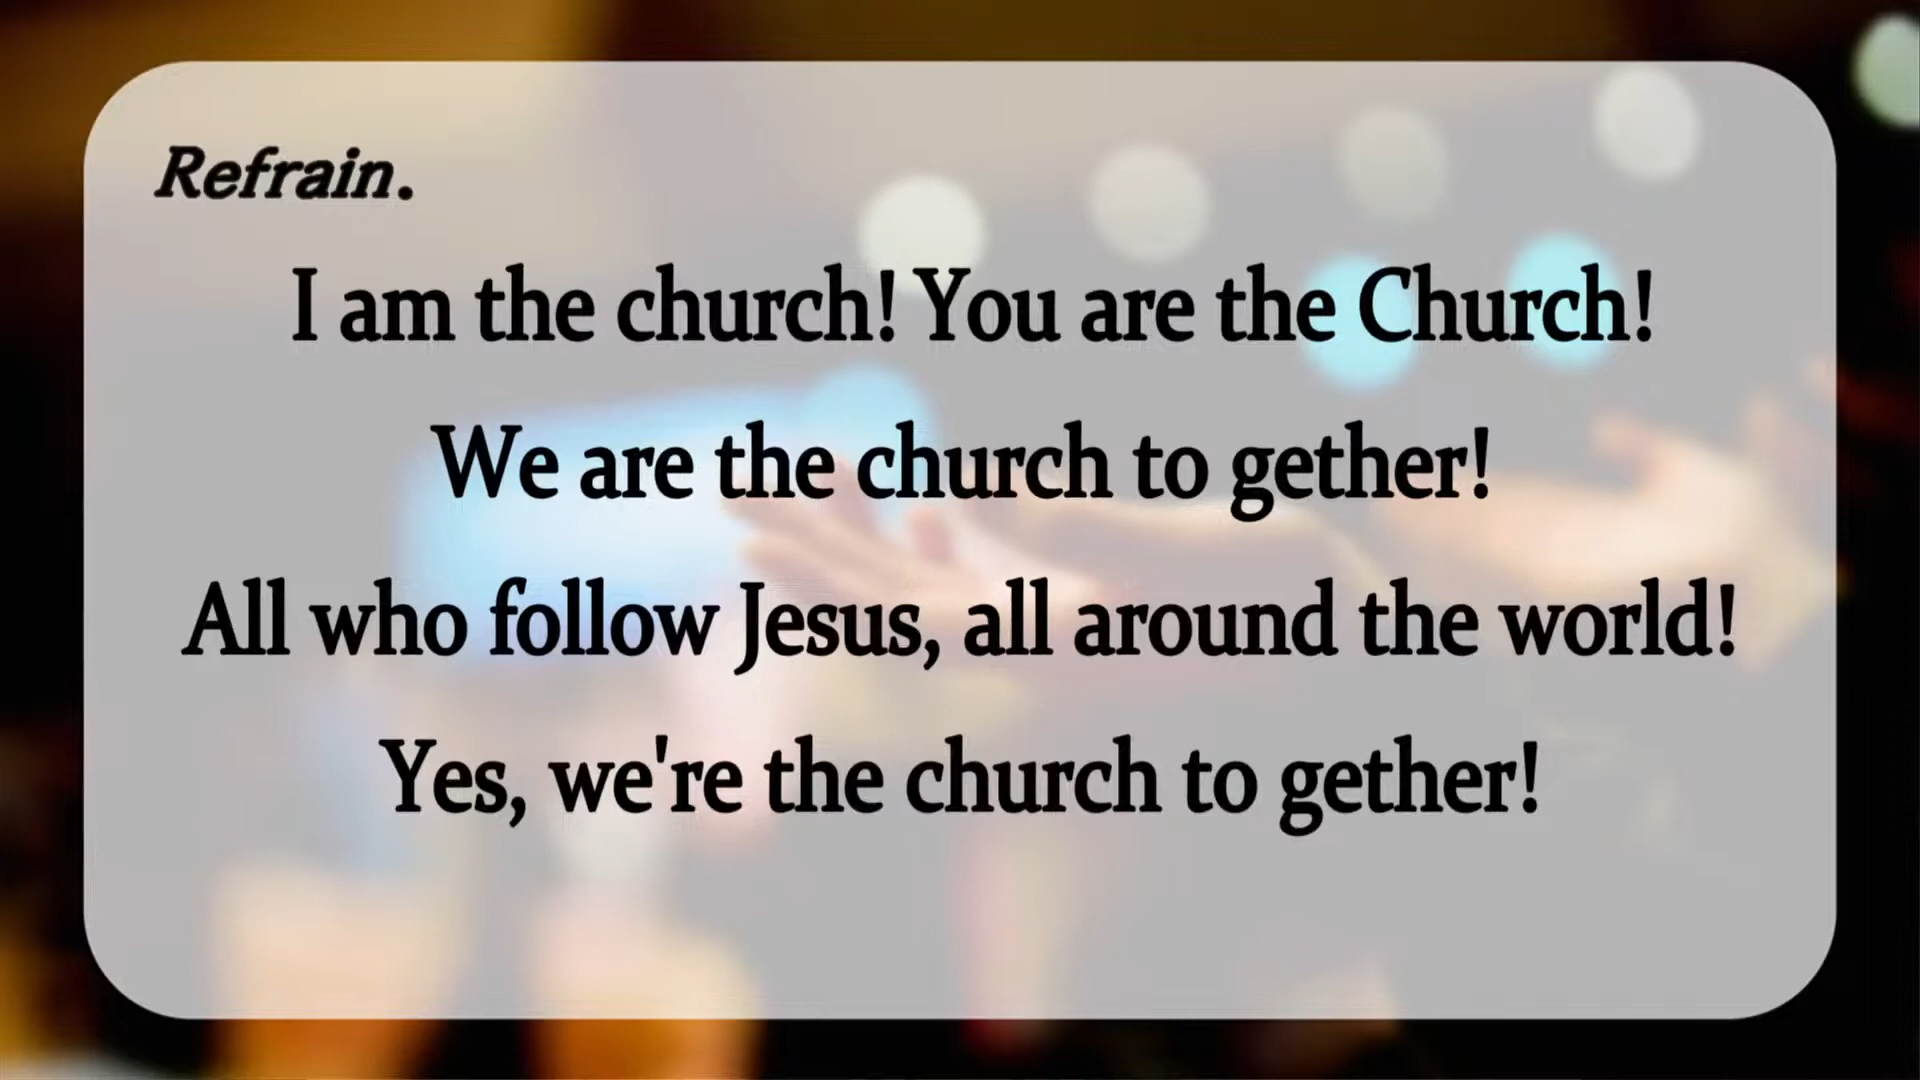 Refrain.
I am the church! You are the Church!
We are the church to gether!
All who follow Jesus, all around the world!
Yes, we're the church to gether!